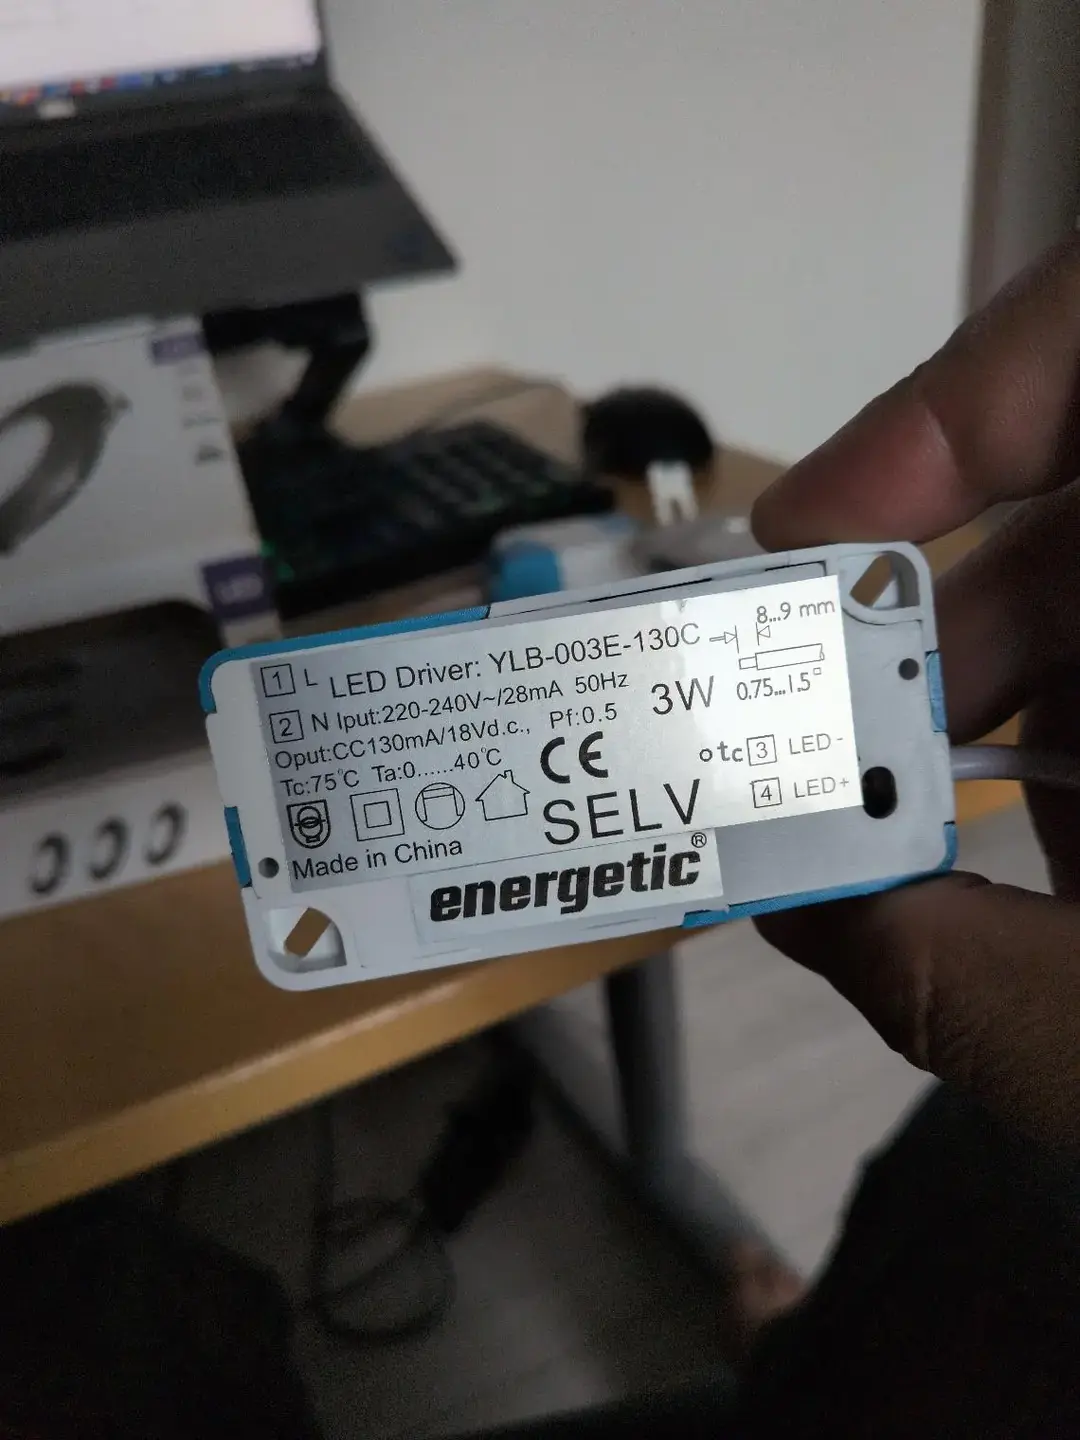 1 L LED Driver: YLB-003E-130C
8...9 mm
2 N Iput:220-240V~/28mA 50Hz
3W
0.75...1.5□
Oput:CC130mA/18Vd.c., Pf:0.5
Tc:75℃ Ta:0......40℃
CE
otc 3 LED-
4 LED+
SELV
Made in China
energetic®
LED